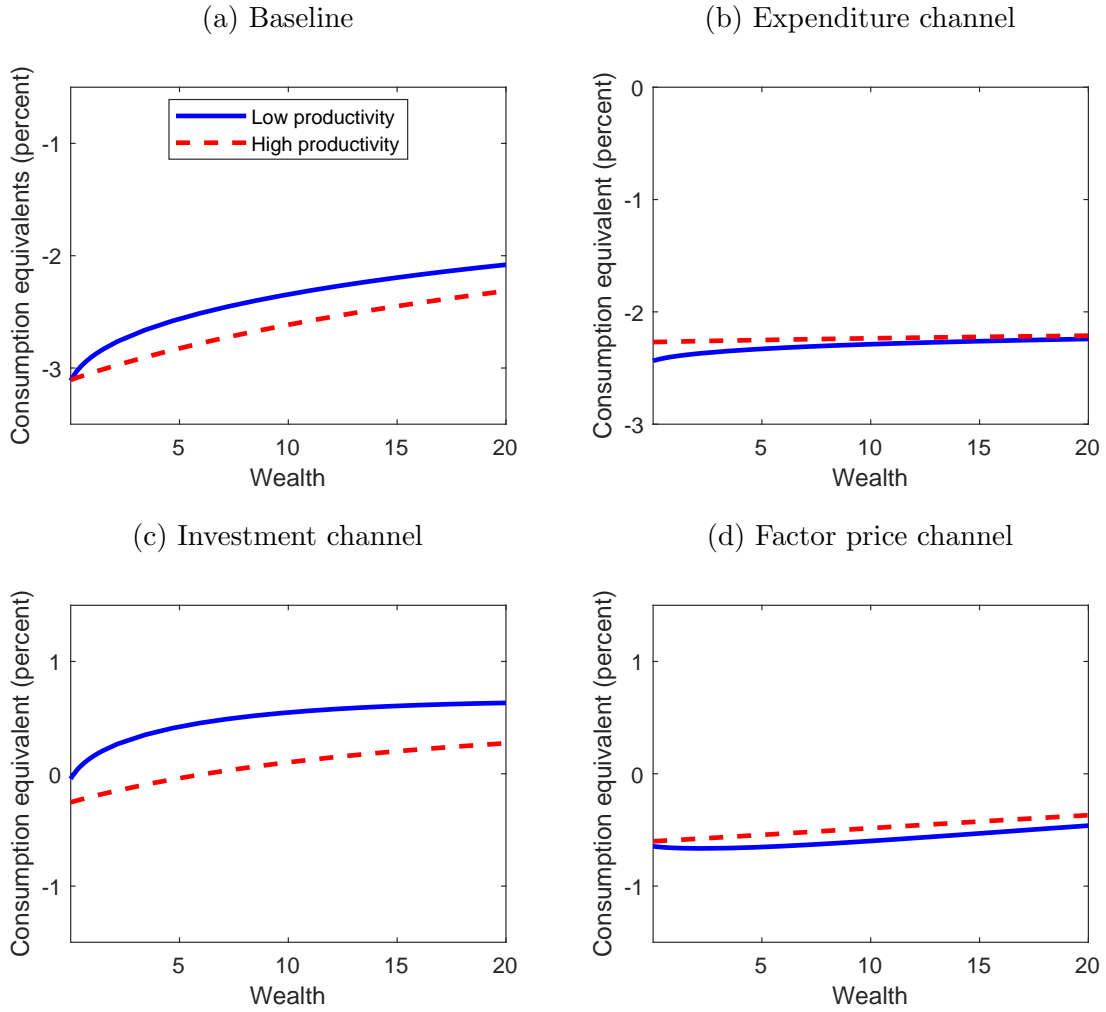 (a) Baseline
Consumption equivalents (percent)
-1
-2
-3
Low productivity
High productivity
5
10
15
20
Wealth
(b) Expenditure channel
Consumption equivalent (percent)
0
-1
-2
-3
5
10
15
20
Wealth
(c) Investment channel
Consumption equivalent (percent)
1
0
-1
5
10
15
20
Wealth
(d) Factor price channel
Consumption equivalent (percent)
1
0
-1
5
10
15
20
Wealth